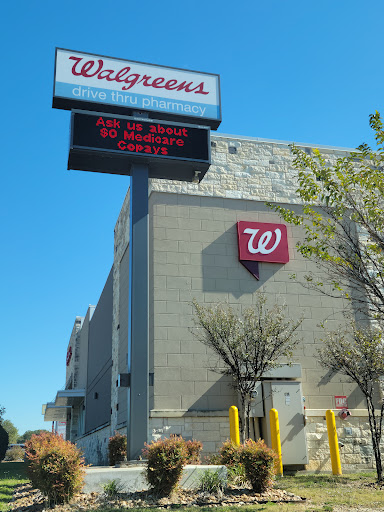 Walgreens
drive thru pharmacy
Ask us about
$0 Medicare
Copays
W